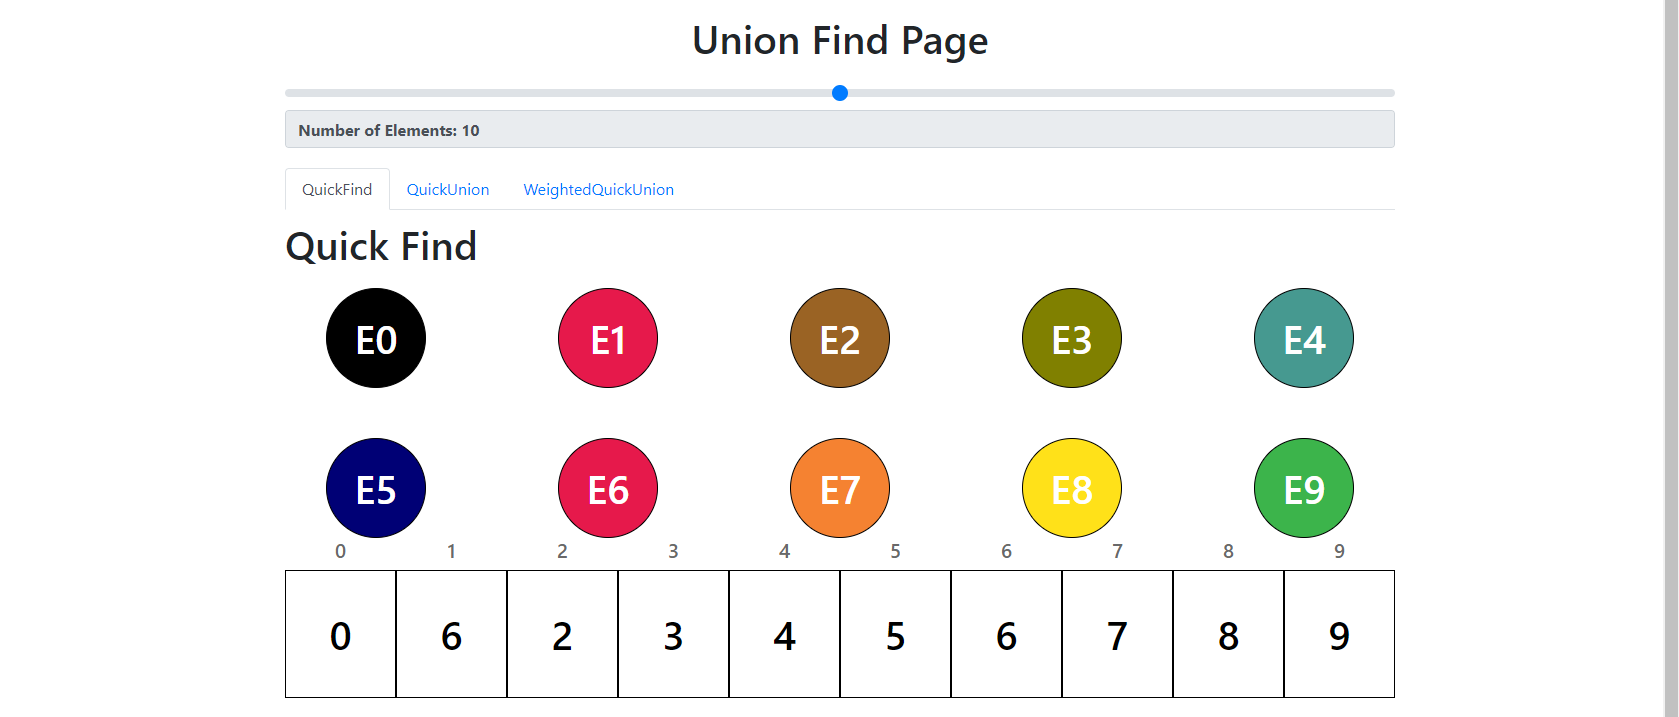 Union Find Page
Number of Elements: 10
QuickFind QuickUnion WeightedQuickUnion
Quick Find
E0 E1 E2 E3 E4
E5 E6 E7 E8 E9
0 1 2 3 4 5 6 7 8 9
0 6 2 3 4 5 6 7 8 9